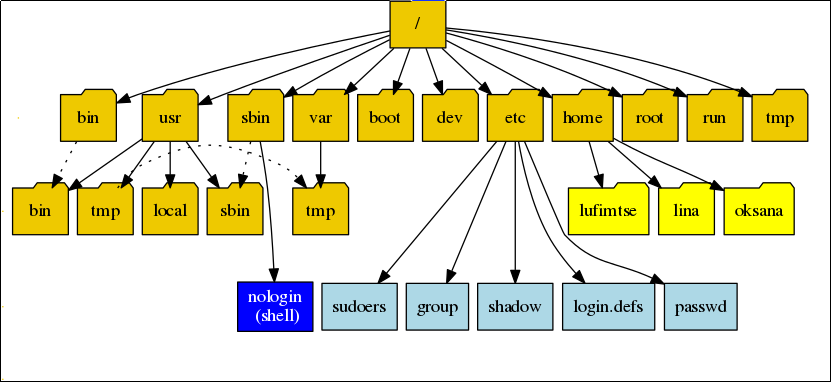 /
bin
usr
sbin
var
boot
dev
etc
home
root
run
tmp
bin
tmp
local
sbin
tmp
lufimtse
lina
oksana
nologin
(shell)
sudoers
group
shadow
login.defs
passwd